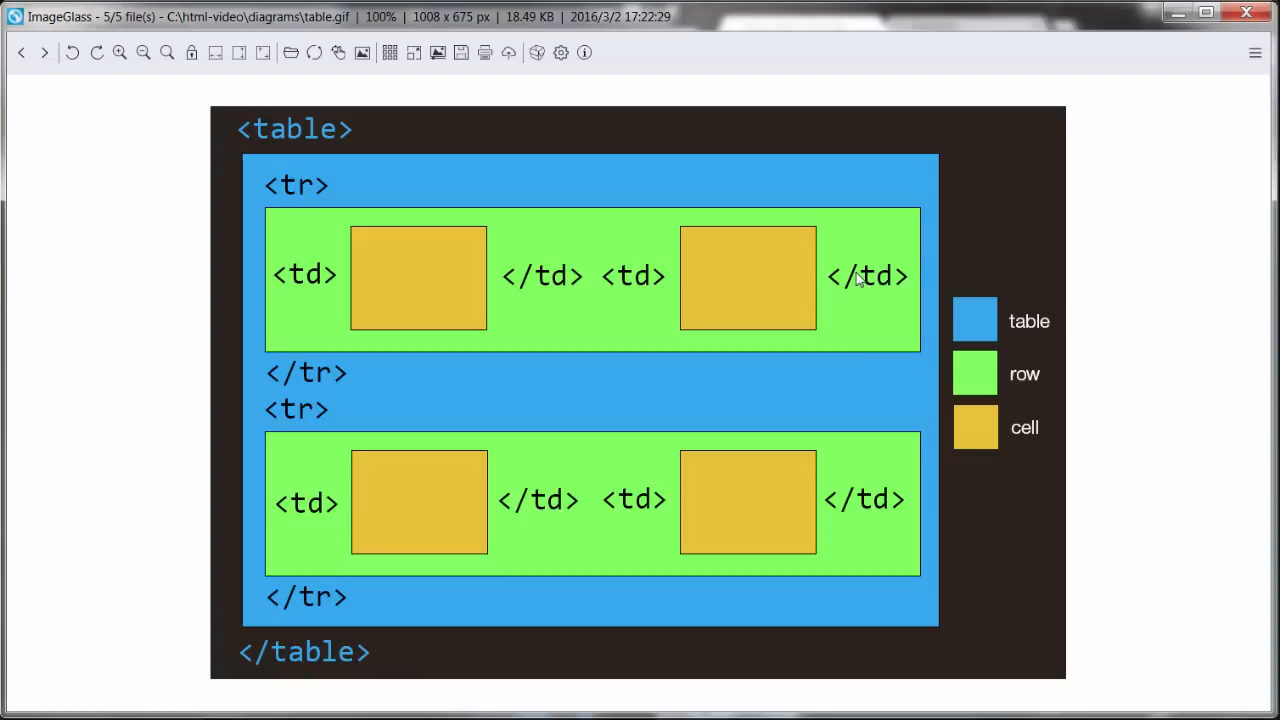 ImageGlass - 5/5 file(s) - C:\html-video\diagrams\table.gif | 100% | 1008 x 675 px | 18.49 KB | 2016/3/2 17:22:29
<table>
<tr>
<td> </td> <td> </td>
</tr>
<tr>
<td> </td> <td> </td>
</tr>
</table>
table
row
cell